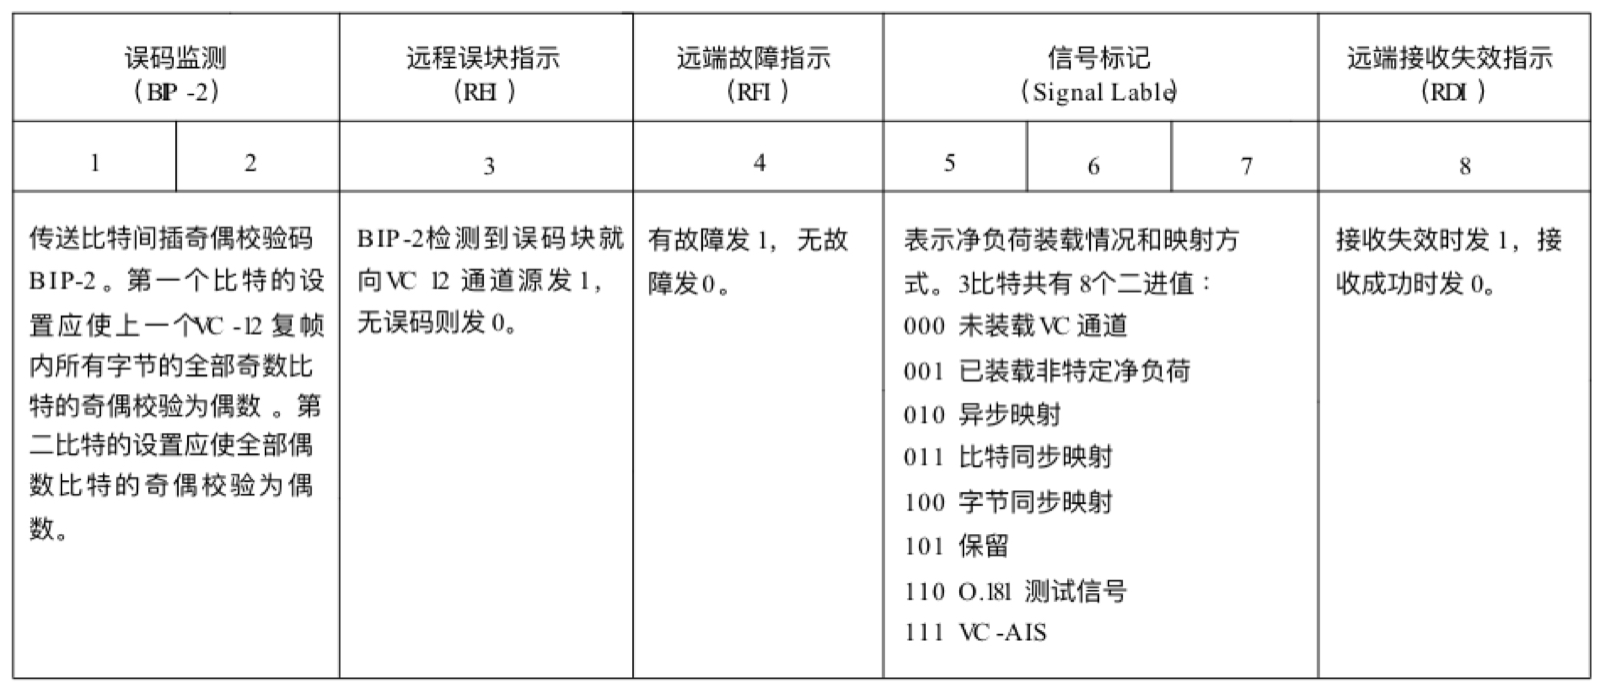 误码监测
（BIP -2）
远程误块指示
（REI ）
远端故障指示
（RFI ）
信号标记
（Signal Lable）
远端接收失效指示
（RDI ）
1
2
3
4
5
6
7
8
传送比特间插奇偶校验码
BIP-2 。第一个比特的设
置应使上一个VC -12 复帧
内所有字节的全部奇数比
特的奇偶校验为偶数 。第
二比特的设置应使全部偶
数比特的奇偶校验为偶
数。
BIP-2检测到误码块就
向VC 12 通道源发 1，
无误码则发 0。
有故障发 1， 无故
障发0 。
表示净负荷装载情况和映射方
式。3比特共有 8个二进值：
000 未装载 VC 通道
001 已装载非特定净负荷
010 异步映射
011 比特同步映射
100 字节同步映射
101 保留
110 O.181 测试信号
111 VC -AIS
接收失效时发 1，接
收成功时发 0。